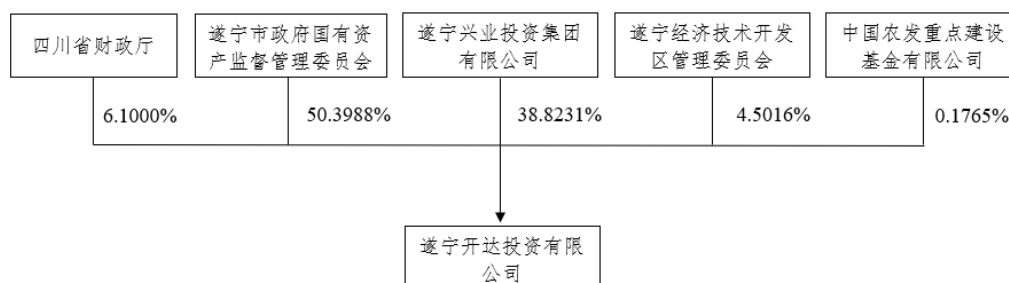 四川省财政厅
遂宁市政府国有资
产监督管理委员会
遂宁兴业投资集团
有限公司
遂宁经济技术开发
区管理委员会
中国农发重点建设
基金有限公司
6.1000%
50.3988%
38.8231%
4.5016%
0.1765%
遂宁开达投资有限
公司